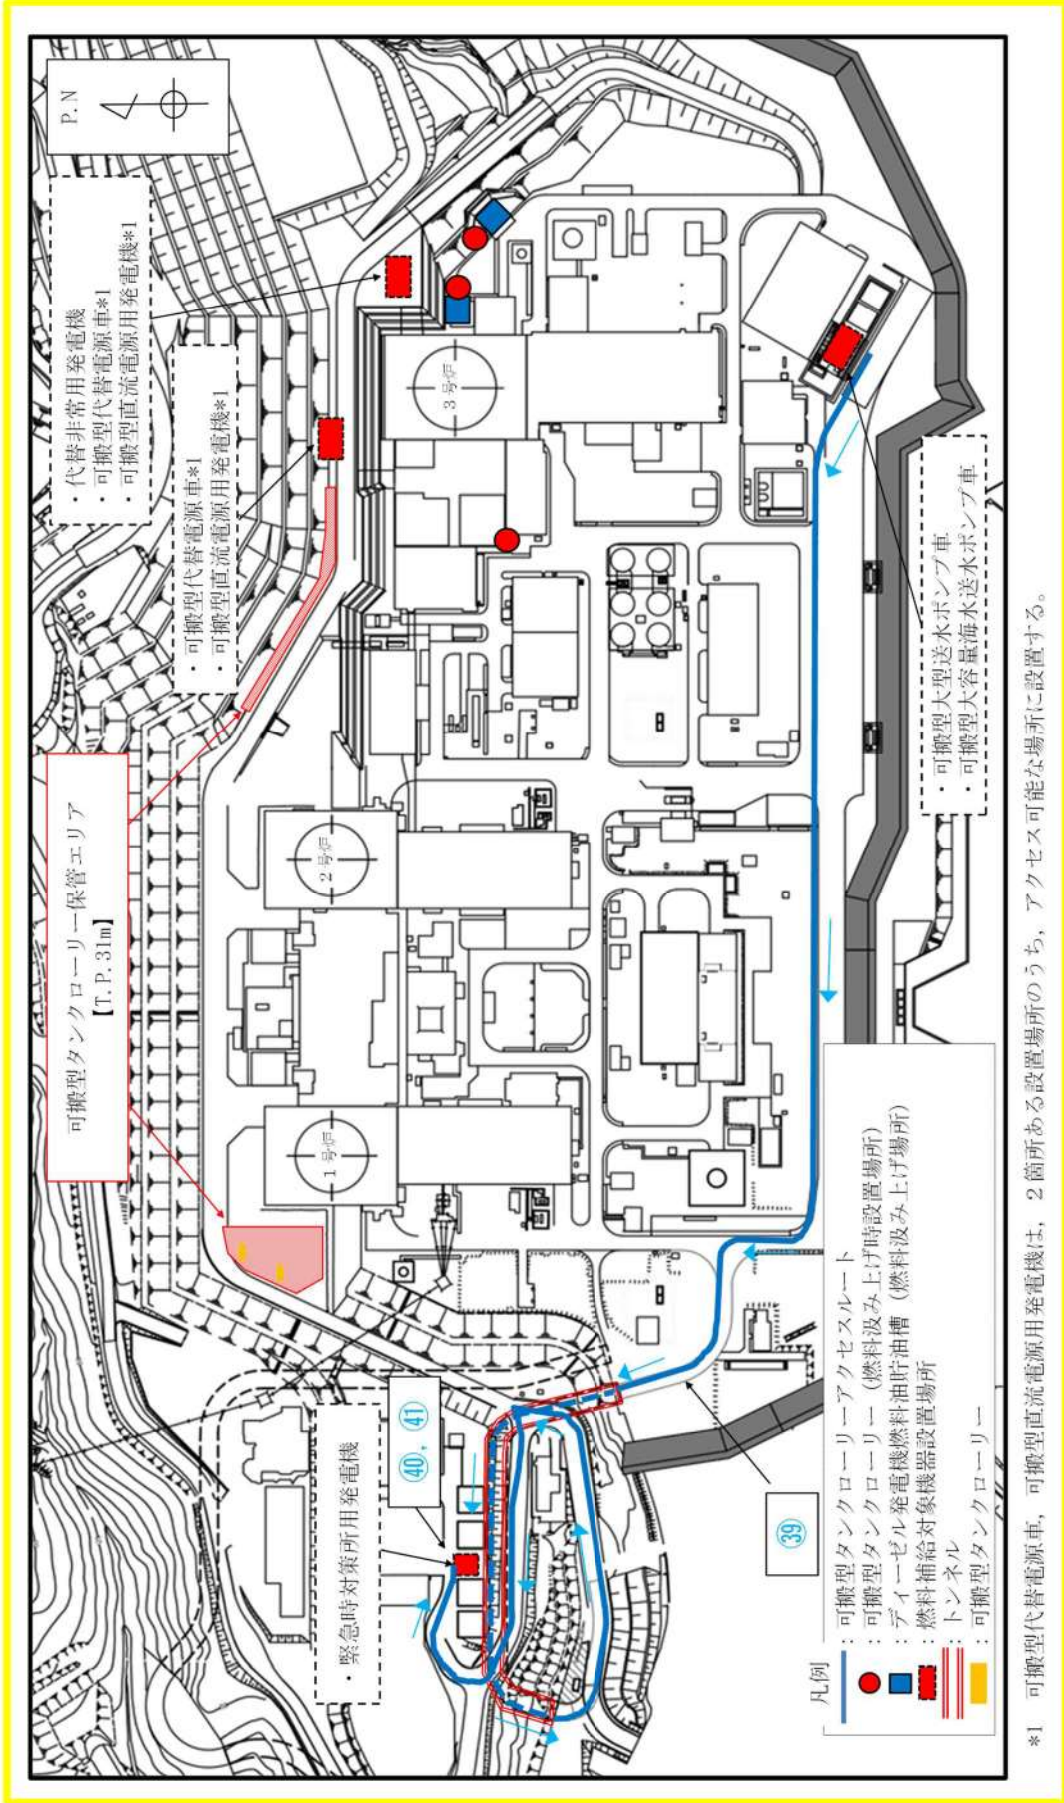 P.N
・代替非常用発電機
・可搬型代替電源車*1
・可搬型直流電源用発電機*1
・可搬型代替電源車*1
・可搬型直流電源用発電機*1
可搬型タンクローリー保管エリア
【T.P.31m】
・緊急時対策所用発電機
㊵, ㊶
㊴
1号炉
2号炉
3号炉
・可搬型大型送水ポンプ車
・可搬型大容量海水送水ポンプ車
凡例
：可搬型タンクローリーアクセスルート
：可搬型タンクローリー（燃料汲み上げ時設置場所）
：ディーゼル発電機燃料油貯油槽（燃料汲み上げ場所）
：燃料補給対象機器設置場所
：トンネル
：可搬型タンクローリー
*1　可搬型代替電源車，可搬型直流電源用発電機は，2箇所ある設置場所のうち，アクセス可能な場所に設置する。